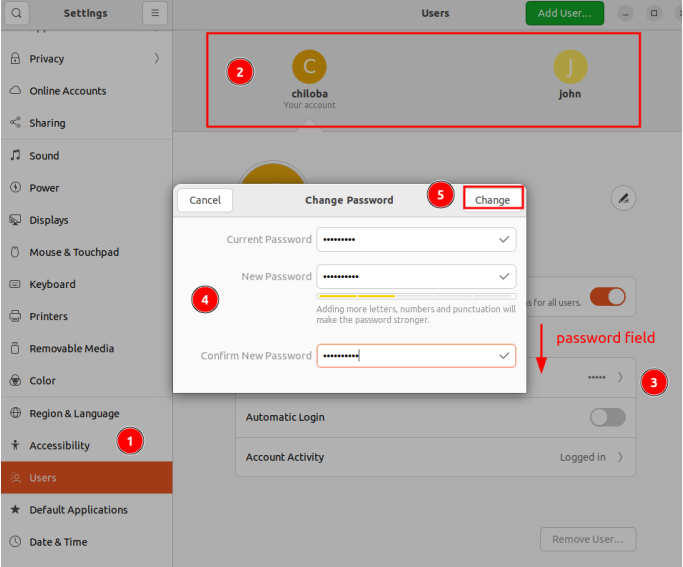 Settings
Users
Add User...
Privacy
Online Accounts
Sharing
Sound
Power
Displays
Mouse & Touchpad
Keyboard
Printers
Removable Media
Color
Region & Language
Accessibility
1
Users
Default Applications
Date & Time
2
C
chiloba
Your account
J
john
Cancel
Change Password
5
Change
Current Password
New Password
4
Adding more letters, numbers and punctuation will
make the password stronger.
Confirm New Password
s for all users.
password field
3
Automatic Login
Account Activity
Logged in
Remove User...